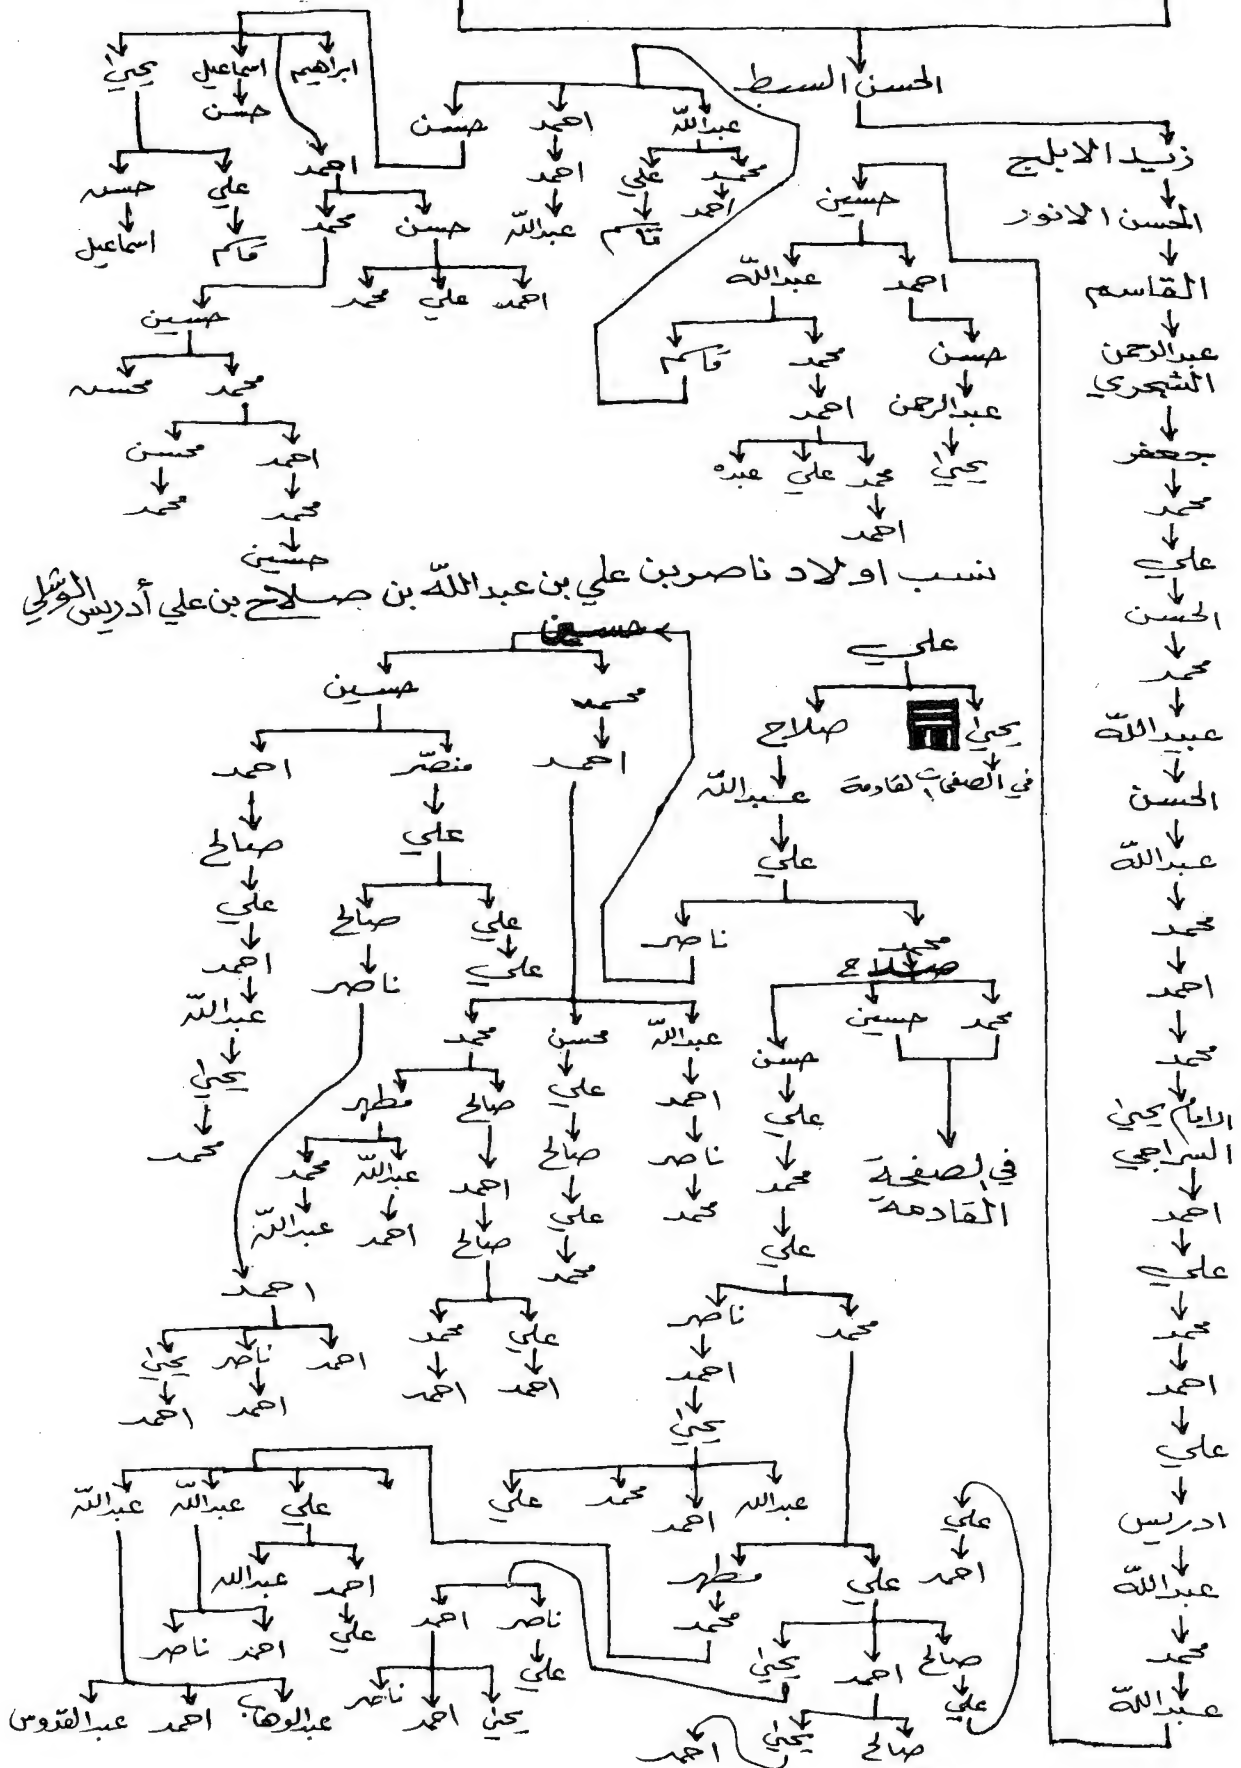 الحسن السبط
زيد الابلج
الحسن الانور
القاسم
عبدالرحمن
الشجري
جعفر
محمد
علي
الحسن
محمد
عبيدالله
الحسن
عبدالله
محمد
احمد
محمد
الامام يحيى
السراجي
احمد
علي
محمد
احمد
علي
ادريس
عبدالله
محمد
عبدالله
حسين
احمد عبدالله
حسن محمد قاسم
عبدالرحمن احمد
يحيى محمد علي عبده
احمد
عبدالله احمد حسن
محمد علي احمد
احمد قاسم عبدالله
ابراهيم اسماعيل يحيى
حسن
احمد علي حسن
حسن محمد قاسم اسماعيل
احمد علي محمد
حسين
محمد محسن
احمد محسن
محمد محمد
حسين
نسب اولاد ناصر بن علي بن عبدالله بن صلاح بن علي أدريس الوشلي
علي
يحيى صلاح
في الصفحات القادمة عبدالله
علي
محمد ناصر
صلاح
محمد حسين حسن
في الصفحة
القادمة
علي
محمد
علي
محمد ناصر
احمد
يحيى
عبدالله احمد محمد علي
علي مطهر
محمد
صالح احمد يحيى
علي
صالح يحيى
احمد
علي
احمد
ناصر احمد
علي
يحيى احمد ناصر
علي عبدالله عبدالله
احمد عبدالله
علي
احمد ناصر
عبدالوهاب احمد عبدالقدوس
حسين
محمد حسين
احمد
منصر احمد
علي صالح
علي صالح علي
علي ناصر احمد
عبدالله
يحيى
محمد
عبدالله محسن محمد
احمد علي صالح مطهر
ناصر صالح احمد عبدالله محمد
محمد علي صالح احمد عبدالله
محمد
علي محمد
احمد احمد
احمد
احمد ناصر يحيى
احمد احمد